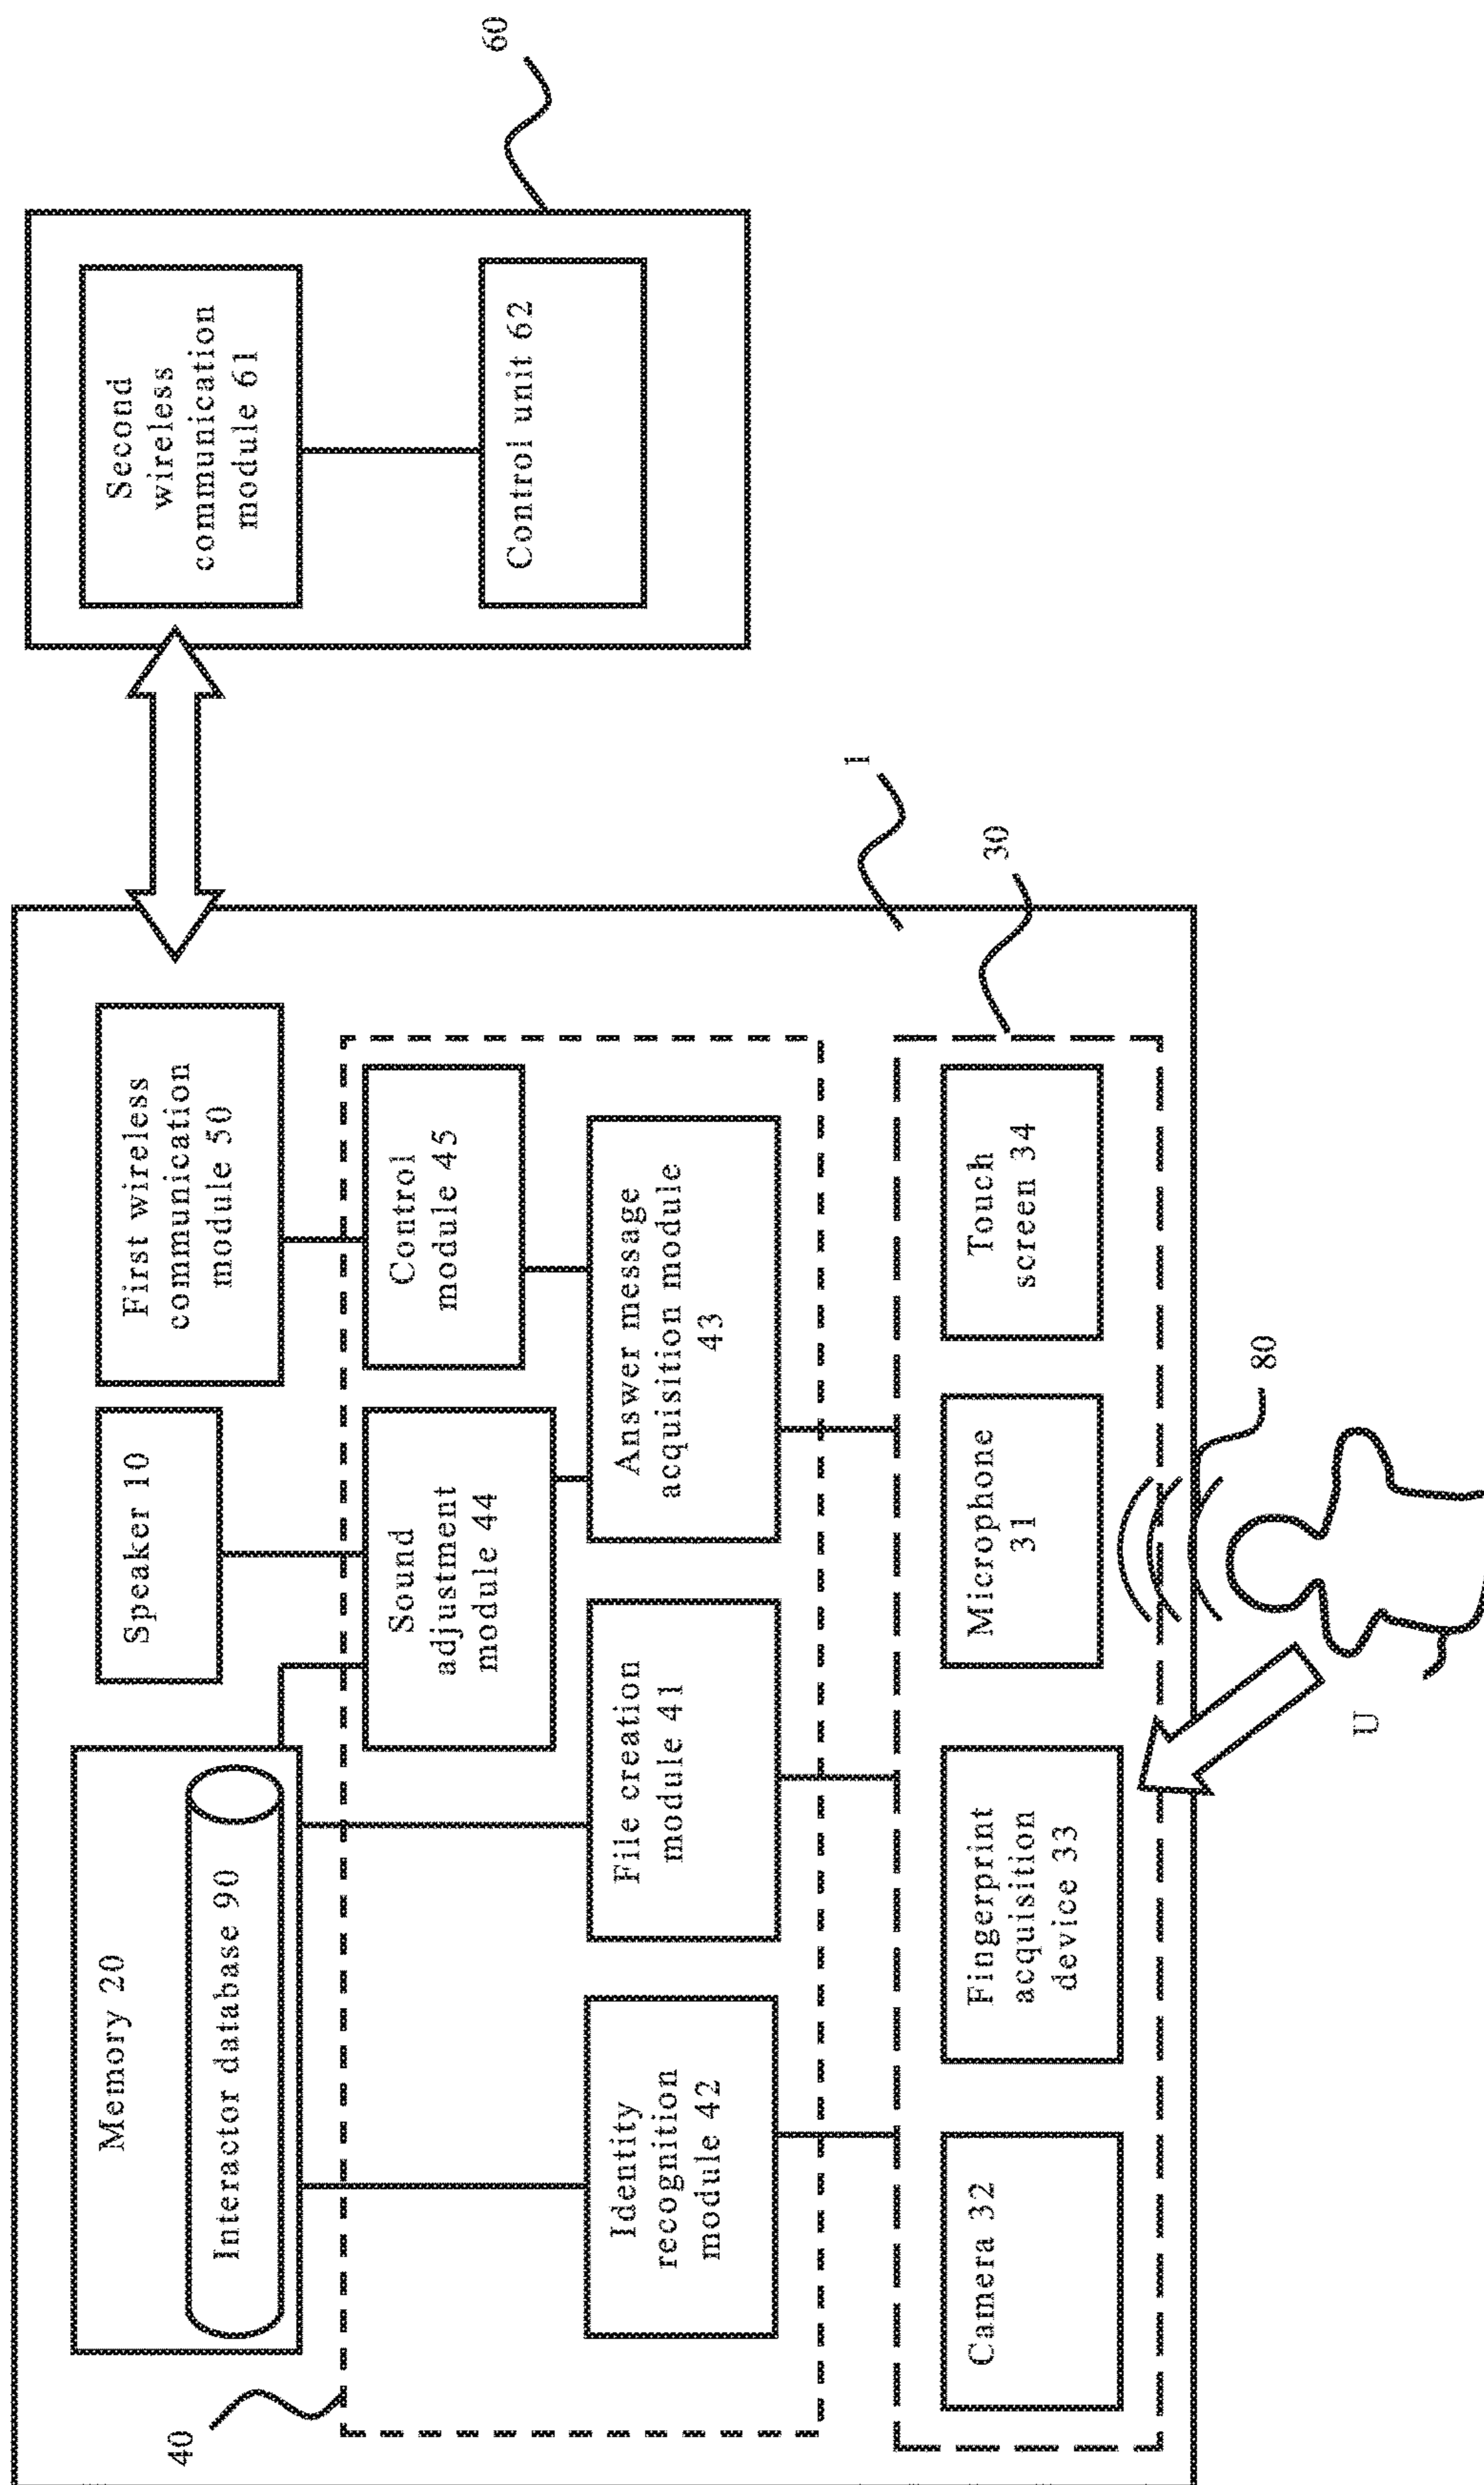 40
Memory 20
Interactor database 90
Speaker 10
First wireless
communication
module 50
Second
wireless
communication
module 61
60
Sound
adjustment
module 44
Control
module 45
Control unit 62
Identity
recognition
module 42
File creation
module 41
Answer message
acquisition module
43
1
30
Camera 32
Fingerprint
acquisition
device 33
Microphone
31
Touch
screen 34
80
U